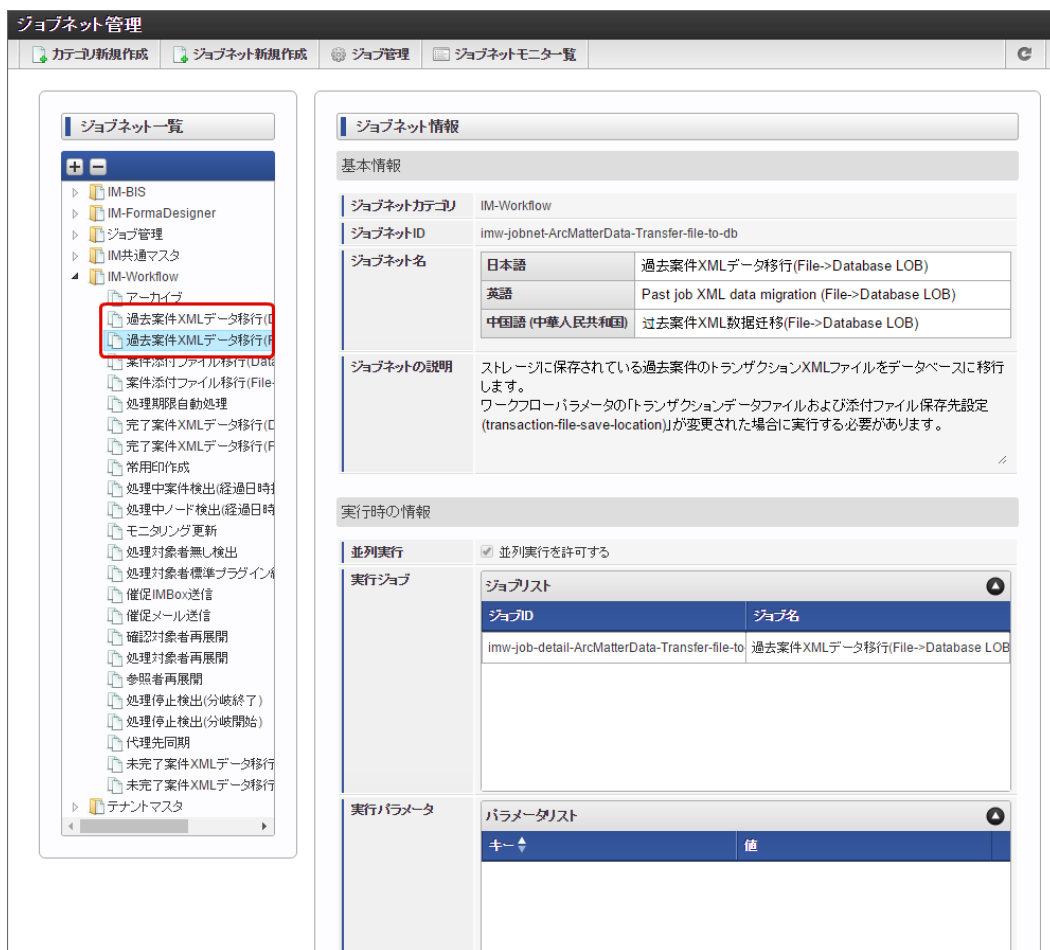 ジョブネット管理
カテゴリ新規作成 ジョブネット新規作成 ジョブ管理 ジョブネットモニター覧
ジョブネット一覧
IM-BIS
IM-FormaDesigner
ジョブ管理
IM共通マスタ
IM-Workflow
アーカイブ
過去案件XMLデータ移行(D
過去案件XMLデータ移行(F
案件添付ファイル移行(Data
案件添付ファイル移行(File-
処理期限自動処理
完了案件XMLデータ移行(D
完了案件XMLデータ移行(F
常用印作成
処理中案件検出(経過日時
処理中ノード検出(経過日時
モニタリング更新
処理対象者無し検出
処理対象者標準プラグイン
催促IMBox送信
催促メール送信
確認対象者再展開
処理対象者再展開
参照者再展開
処理停止検出(分岐終了)
処理停止検出(分岐開始)
代理先同期
未完了案件XMLデータ移行
未完了案件XMLデータ移行
テナントマスタ
ジョブネット情報
基本情報
ジョブネットカテゴリ IM-Workflow
ジョブネットID imw-jobnet-ArcMatterData-Transfer-file-to-db
ジョブネット名 日本語 過去案件XMLデータ移行(File->Database LOB)
英語 Past job XML data migration (File->Database LOB)
中国語 (中華人民共和国) 过去案件XML数据迁移(File->Database LOB)
ジョブネットの説明 ストレージに保存されている過去案件のトランザクションXMLファイルをデータベースに移行
します。
ワークフローパラメータの「トランザクションデータファイルおよび添付ファイル保存先設定
(transaction-file-save-location)」が変更された場合に実行する必要があります。
実行時の情報
並列実行 並列実行を許可する
実行ジョブ ジョブリスト
ジョブID ジョブ名
imw-job-detail-ArcMatterData-Transfer-file-to- 過去案件XMLデータ移行(File->Database LOB
実行パラメータ パラメータリスト
キー 値